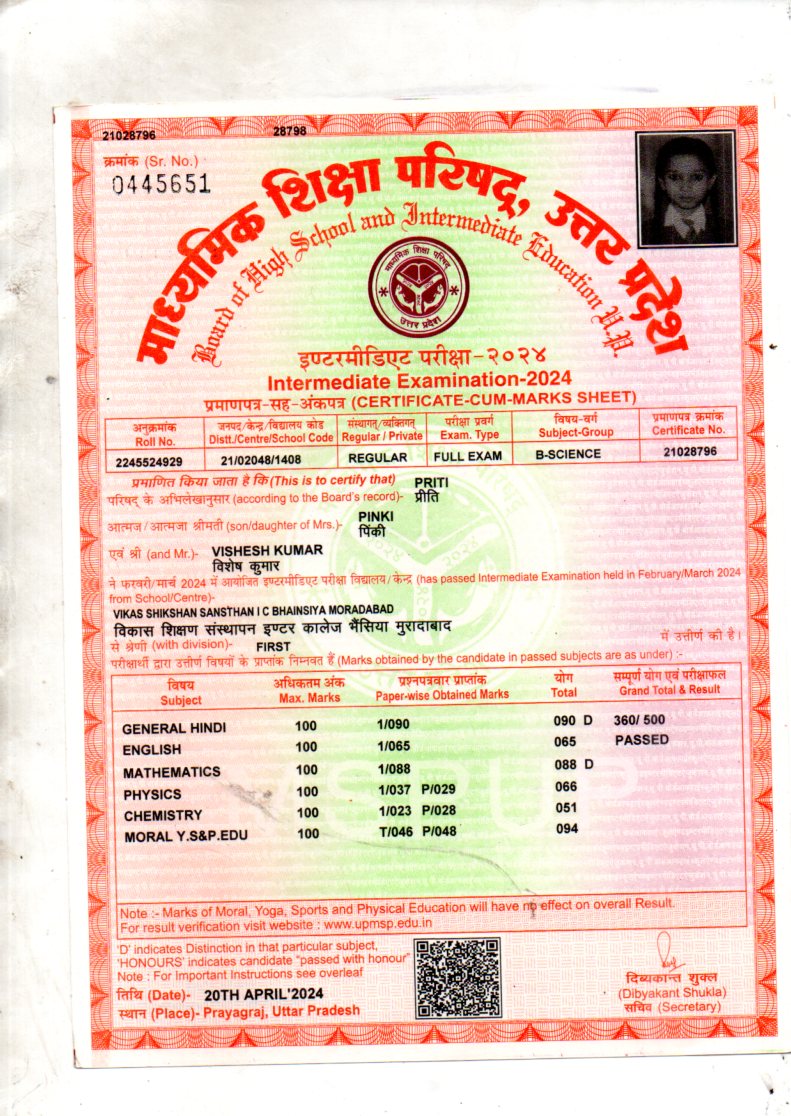 21028796 28798
क्रमांक (Sr. No.)
0445651
माध्यमिक शिक्षा परिषद्, उत्तर प्रदेश
Board of High School and Intermediate Education U.P.
माध्यमिक शिक्षा परिषद
उत्तर प्रदेश
इण्टरमीडिएट परीक्षा-२०२४
Intermediate Examination-2024
प्रमाणपत्र-सह-अंकपत्र (CERTIFICATE-CUM-MARKS SHEET)
अनुक्रमांक जनपद/केन्द्र/विद्यालय कोड संस्थागत/व्यक्तिगत परीक्षा प्रवर्ग विषय-वर्ग प्रमाणपत्र क्रमांक
Roll No. Distt./Centre/School Code Regular / Private Exam. Type Subject-Group Certificate No.
2245524929 21/02048/1408 REGULAR FULL EXAM B-SCIENCE 21028796
प्रमाणित किया जाता है कि (This is to certify that) PRITI
परिषद् के अभिलेखानुसार (according to the Board's record)- प्रीति
आत्मज/आत्मजा श्रीमती (son/daughter of Mrs.)- PINKI
पिंकी
एवं श्री (and Mr.)- VISHESH KUMAR
विशेष कुमार
ने फरवरी/मार्च 2024 में आयोजित इण्टरमीडिएट परीक्षा विद्यालय/केन्द्र (has passed Intermediate Examination held in February/March 2024
from School/Centre)-
VIKAS SHIKSHAN SANSTHAN I C BHAINSIYA MORADABAD
विकास शिक्षण संस्थापन इण्टर कालेज भैंसिया मुरादाबाद
से श्रेणी (with division)- FIRST में उत्तीर्ण की है।
परीक्षार्थी द्वारा उत्तीर्ण विषयों के प्राप्तांक निम्नवत हैं (Marks obtained by the candidate in passed subjects are as under) :-
विषय अधिकतम अंक प्रश्नपत्रवार प्राप्तांक योग सम्पूर्ण योग एवं परीक्षाफल
Subject Max. Marks Paper-wise Obtained Marks Total Grand Total & Result
GENERAL HINDI 100 1/090 090 D 360/ 500
ENGLISH 100 1/065 065 PASSED
MATHEMATICS 100 1/088 088 D
PHYSICS 100 1/037 P/029 066
CHEMISTRY 100 1/023 P/028 051
MORAL Y.S&P.EDU 100 T/046 P/048 094
Note :- Marks of Moral, Yoga, Sports and Physical Education will have no effect on overall Result.
For result verification visit website : www.upmsp.edu.in
'D' indicates Distinction in that particular subject,
'HONOURS' indicates candidate "passed with honour"
Note : For Important Instructions see overleaf
तिथि (Date)- 20TH APRIL'2024
स्थान (Place)- Prayagraj, Uttar Pradesh
दिब्यकान्त शुक्ल
(Dibyakant Shukla)
सचिव (Secretary)